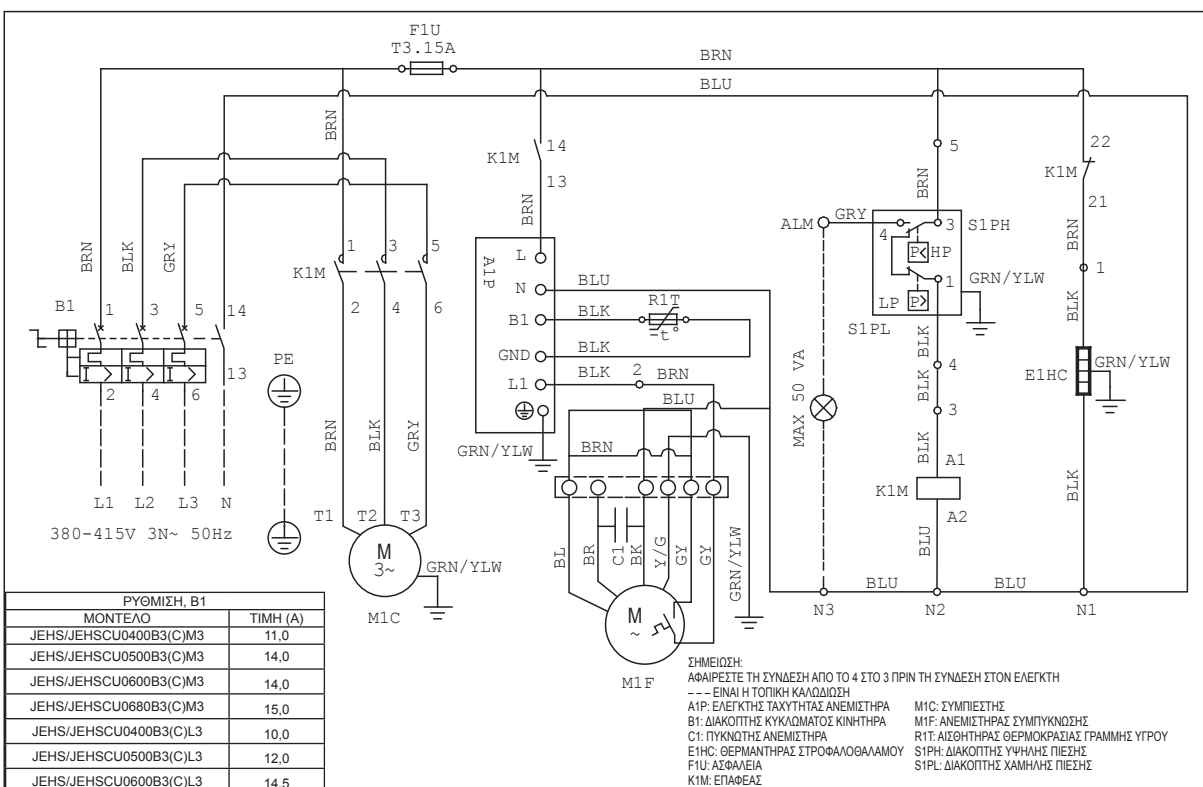 F1U
T3.15A
BRN
BLU
BRN
K1M
14
13
BRN
5
BRN
22
K1M
21
BRN
1
BLK
ALM
GRY
4
3
S1PH
P<
HP
1
GRN/YLW
LP
P>
S1PL
BRN
BLK
GRY
B1
1
3
5
14
13
2
4
6
I
>
I
>
I
>
PE
K1M
1
3
5
2
4
6
A1P
L
N
BLU
B1
BLK
R1T
-t°
GND
BLK
L1
BLK
2
BRN
BLU
GRN/YLW
BRN
MAX 50 VA
BLK
4
BLK
3
BLK
A1
K1M
A2
BLU
E1HC
GRN/YLW
BLK
BRN
BLK
GRY
L1
L2
L3
N
380-415V 3N~ 50Hz
T1
T2
T3
M
3~
GRN/YLW
M1C
BL
BR
C1
BK
Y/G
GY
GY
GRN/YLW
M
~
M1F
BLU
BLU
N3
N2
N1
ΡΥΘΜΙΣΗ, B1
ΜΟΝΤΕΛΟ ΤΙΜΗ (A)
JEHS/JEHSCU0400B3(C)M3 11,0
JEHS/JEHSCU0500B3(C)M3 14,0
JEHS/JEHSCU0600B3(C)M3 14,0
JEHS/JEHSCU0680B3(C)M3 15,0
JEHS/JEHSCU0400B3(C)L3 10,0
JEHS/JEHSCU0500B3(C)L3 12,0
JEHS/JEHSCU0600B3(C)L3 14,5
ΣΗΜΕΙΩΣΗ:
ΑΦΑΙΡΕΣΤΕ ΤΗ ΣΥΝΔΕΣΗ ΑΠΟ ΤΟ 4 ΣΤΟ 3 ΠΡΙΝ ΤΗ ΣΥΝΔΕΣΗ ΣΤΟΝ ΕΛΕΓΚΤΗ
––– ΕΙΝΑΙ Η ΤΟΠΙΚΗ ΚΑΛΩΔΙΩΣΗ
A1P: ΕΛΕΓΚΤΗΣ ΤΑΧΥΤΗΤΑΣ ΑΝΕΜΙΣΤΗΡΑ
B1: ΔΙΑΚΟΠΤΗΣ ΚΥΚΛΩΜΑΤΟΣ ΚΙΝΗΤΗΡΑ
C1: ΠΥΚΝΩΤΗΣ ΑΝΕΜΙΣΤΗΡΑ
E1HC: ΘΕΡΜΑΝΤΗΡΑΣ ΣΤΡΟΦΑΛΟΘΑΛΑΜΟΥ
F1U: ΑΣΦΑΛΕΙΑ
K1M: ΕΠΑΦΕΑΣ
M1C: ΣΥΜΠΙΕΣΤΗΣ
M1F: ΑΝΕΜΙΣΤΗΡΑΣ ΣΥΜΠΥΚΝΩΣΗΣ
R1T: ΑΙΣΘΗΤΗΡΑΣ ΘΕΡΜΟΚΡΑΣΙΑΣ ΓΡΑΜΜΗΣ ΥΓΡΟΥ
S1PH: ΔΙΑΚΟΠΤΗΣ ΥΨΗΛΗΣ ΠΙΕΣΗΣ
S1PL: ΔΙΑΚΟΠΤΗΣ ΧΑΜΗΛΗΣ ΠΙΕΣΗΣ